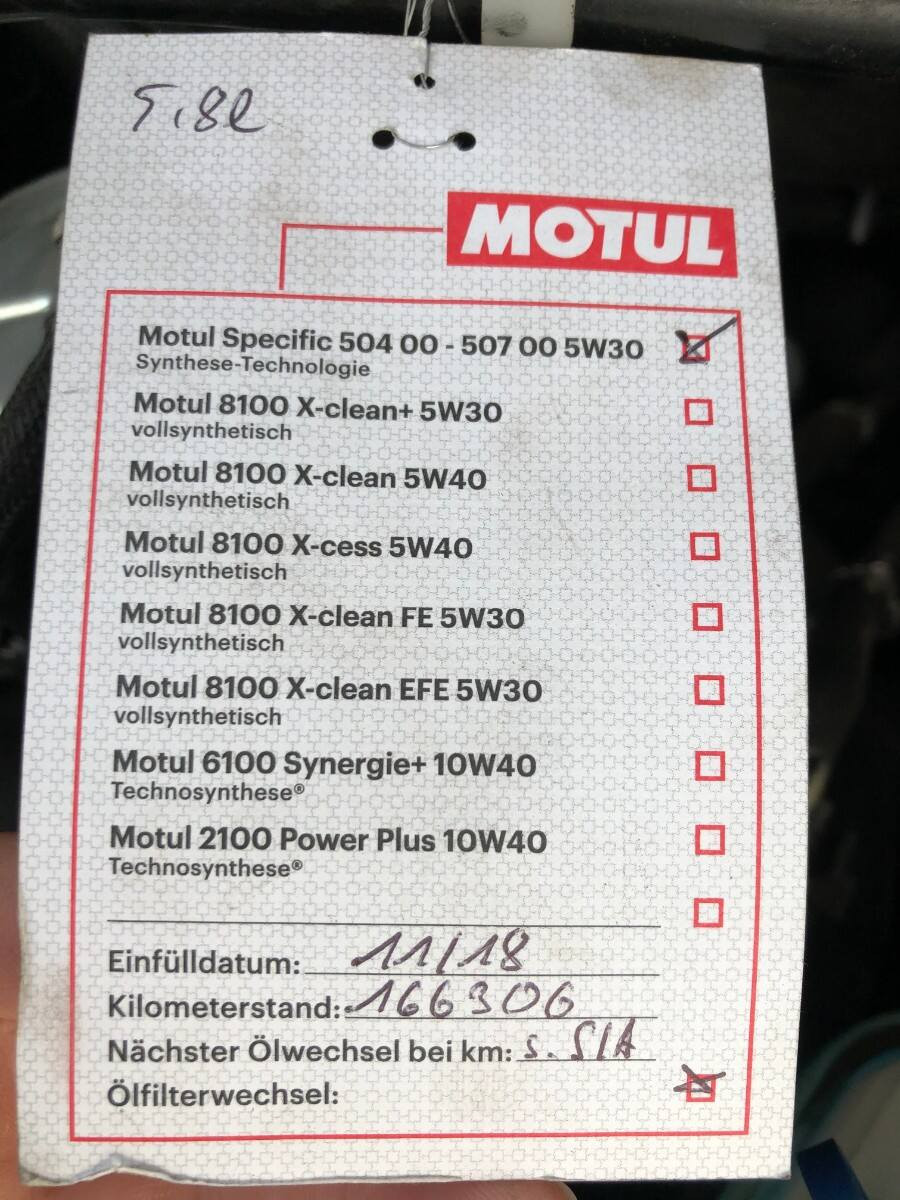 5,8l
MOTUL
Motul Specific 504 00 - 507 00 5W30
Synthese-Technologie
Motul 8100 X-clean+ 5W30
vollsynthetisch
Motul 8100 X-clean 5W40
vollsynthetisch
Motul 8100 X-cess 5W40
vollsynthetisch
Motul 8100 X-clean FE 5W30
vollsynthetisch
Motul 8100 X-clean EFE 5W30
vollsynthetisch
Motul 6100 Synergie+ 10W40
Technosynthese®
Motul 2100 Power Plus 10W40
Technosynthese®
Einfülldatum: 11/18
Kilometerstand: 166306
Nächster Ölwechsel bei km: s. SIA
Ölfilterwechsel: